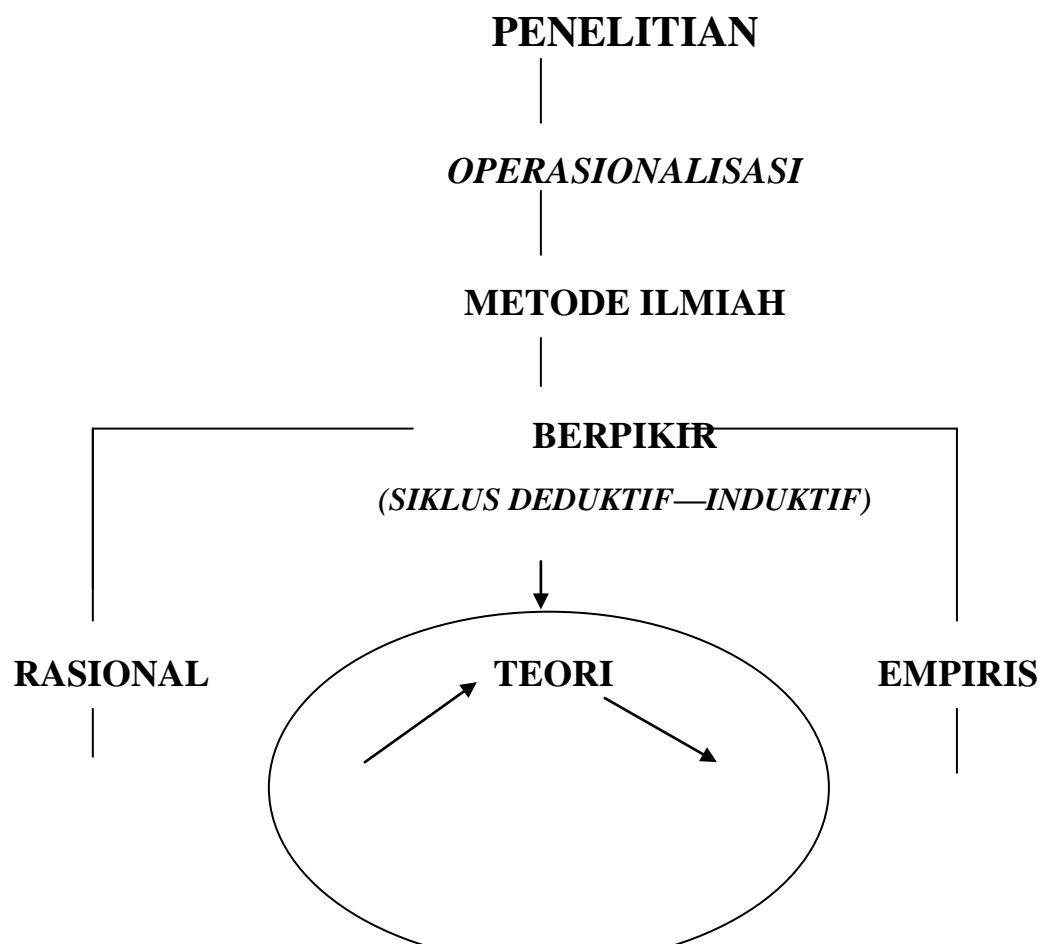 PENELITIAN
OPERASIONALISASI
METODE ILMIAH
BERPIKIR
(SIKLUS DEDUKTIF—INDUKTIF)
RASIONAL TEORI EMPIRIS